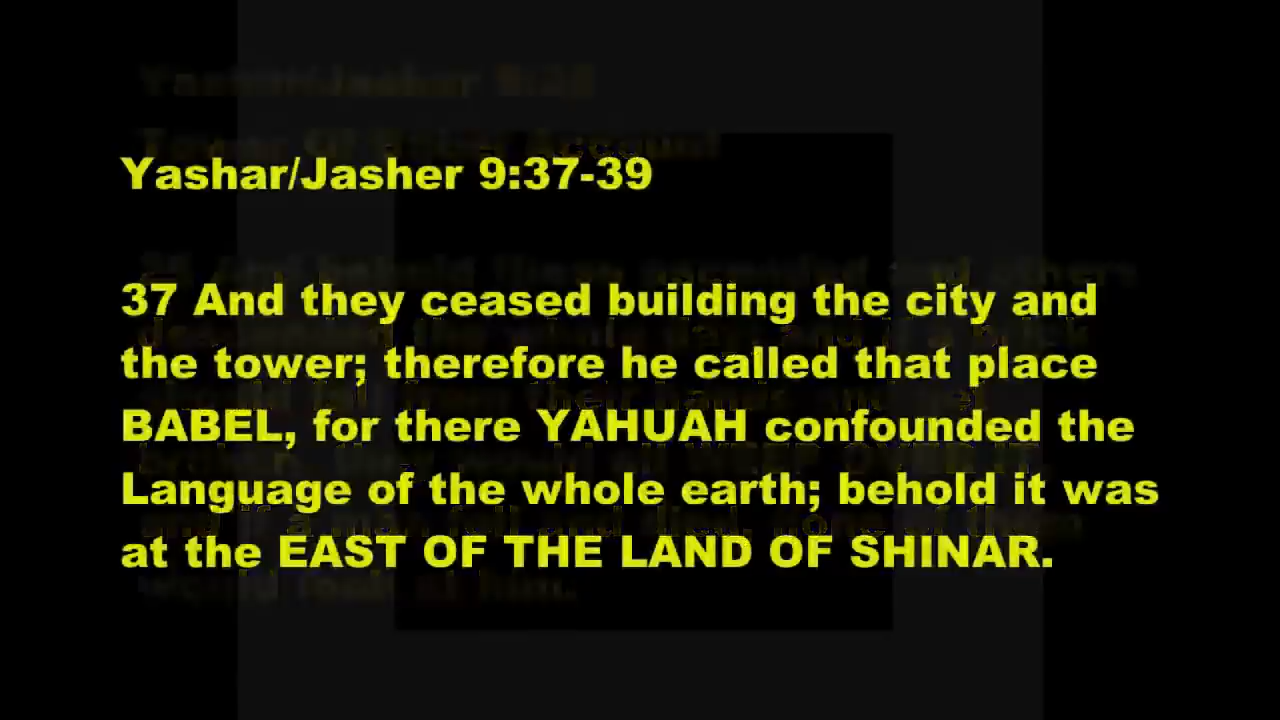 Yashar/Jasher 9:37-39
37 And they ceased building the city and
the tower; therefore he called that place
BABEL, for there YAHUAH confounded the
Language of the whole earth; behold it was
at the EAST OF THE LAND OF SHINAR.